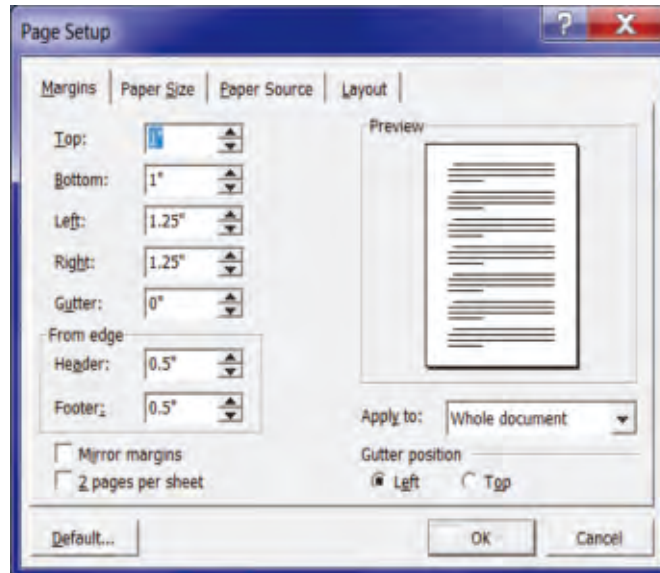 Page Setup
? X
Margins Paper Size Paper Source Layout
Top: 1"
Bottom: 1"
Left: 1.25"
Right: 1.25"
Gutter: 0"
From edge
Header: 0.5"
Footer: 0.5"
Mirror margins
2 pages per sheet
Preview
Apply to: Whole document
Gutter position
Left Top
Default... OK Cancel